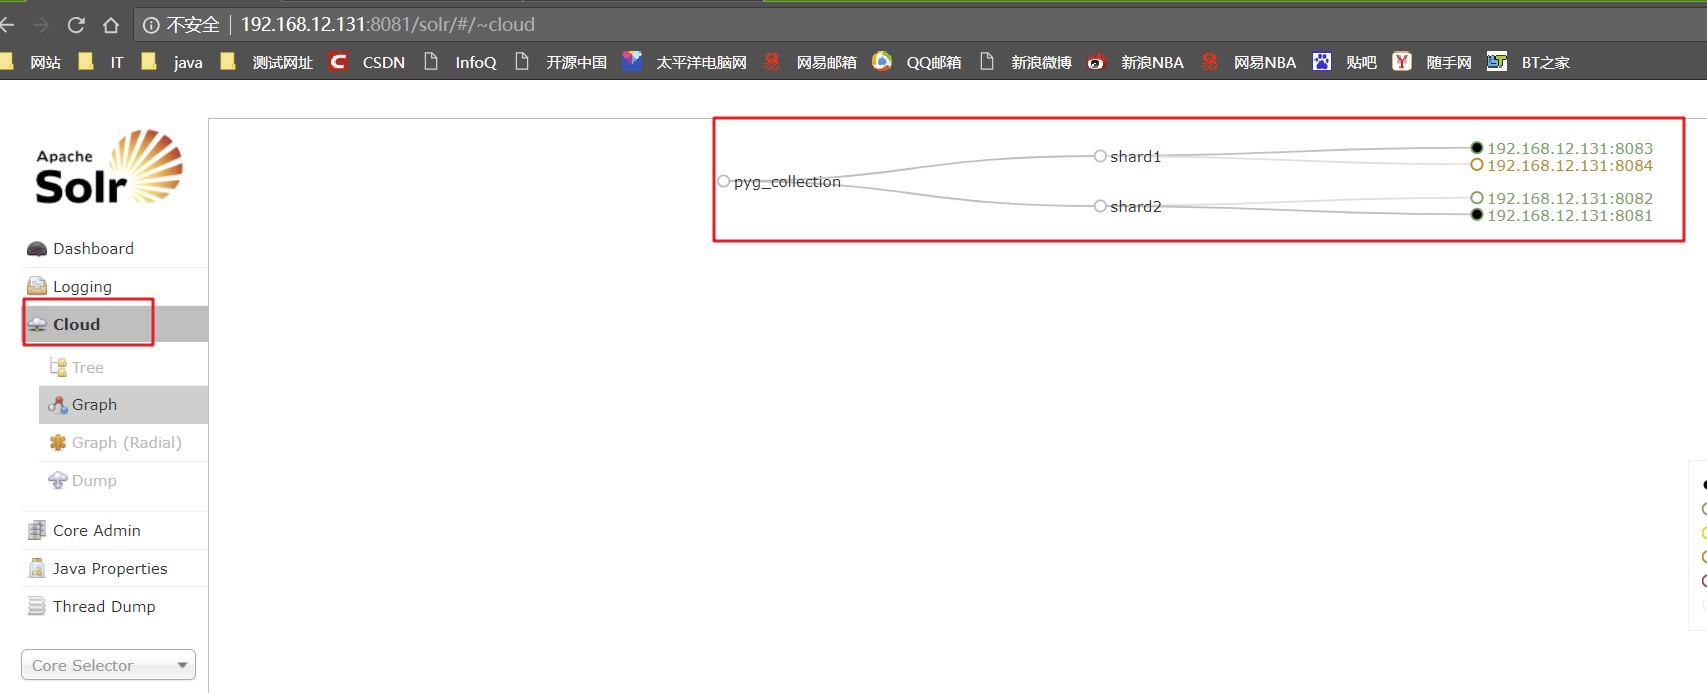 不安全 192.168.12.131:8081/solr/#/~cloud
网站 IT java 测试网址 CSDN InfoQ 开源中国 太平洋电脑网 网易邮箱 QQ邮箱 新浪微博 新浪NBA 网易NBA 贴吧 随手网 BT之家
Apache
Solr
Dashboard
Logging
Cloud
Tree
Graph
Graph (Radial)
Dump
Core Admin
Java Properties
Thread Dump
Core Selector
pyg_collection
shard1
192.168.12.131:8083
192.168.12.131:8084
shard2
192.168.12.131:8082
192.168.12.131:8081